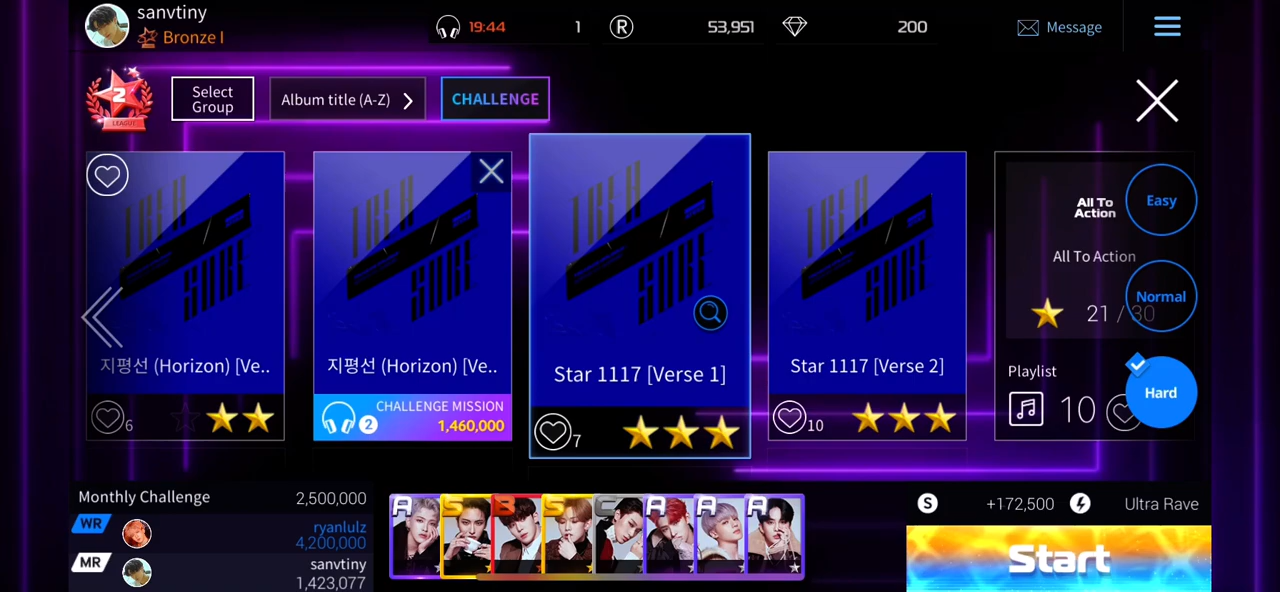 sanvtiny
Bronze I
19:44
1
R
53,951
200
Message
2
LEAGUE
Select
Group
Album title (A-Z)
CHALLENGE
지평선 (Horizon) [Ve..
6
지평선 (Horizon) [Ve..
2
CHALLENGE MISSION
1,460,000
Star 1117 [Verse 1]
7
Star 1117 [Verse 2]
10
All To
Action
All To Action
21 / 30
Playlist
10
Easy
Normal
Hard
Monthly Challenge
2,500,000
WR
ryanlulz
4,200,000
MR
sanvtiny
1,423,077
A
S
B
S
C
A
A
A
S
+172,500
Ultra Rave
Start